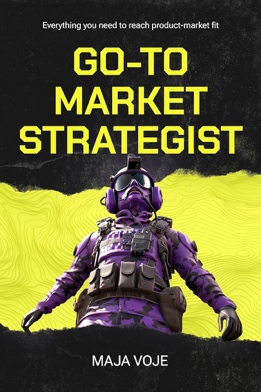 Everything you need to reach product-market fit
GO-TO
MARKET
STRATEGIST
MAJA VOJE